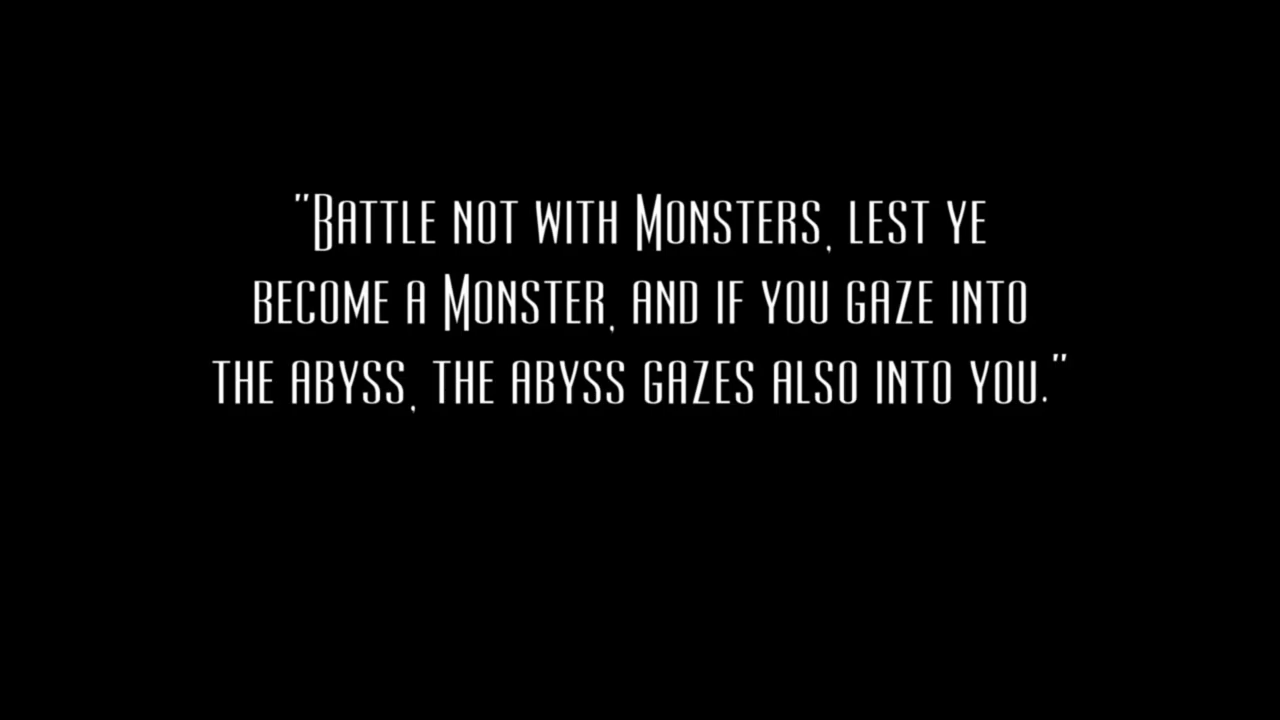 "Battle not with Monsters, lest ye
become a Monster, and if you gaze into
the abyss, the abyss gazes also into you."